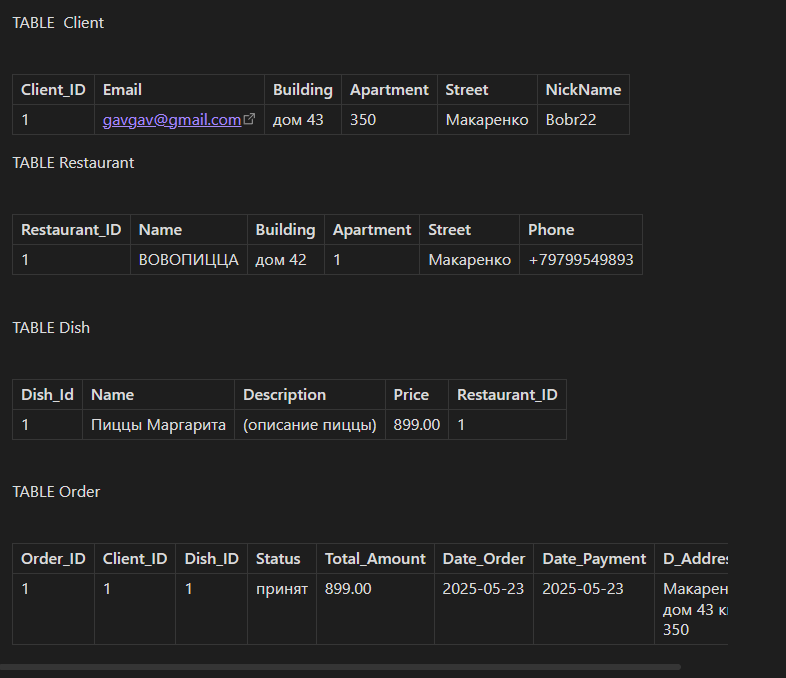 TABLE Client
Client_ID Email Building Apartment Street NickName
1 gavgav@gmail.com дом 43 350 Макаренко Bobr22
TABLE Restaurant
Restaurant_ID Name Building Apartment Street Phone
1 ВОВОПИЦЦА дом 42 1 Макаренко +79799549893
TABLE Dish
Dish_Id Name Description Price Restaurant_ID
1 Пиццы Маргарита (описание пиццы) 899.00 1
TABLE Order
Order_ID Client_ID Dish_ID Status Total_Amount Date_Order Date_Payment D_Addres
1 1 1 принят 899.00 2025-05-23 2025-05-23 Макарен
дом 43 к
350